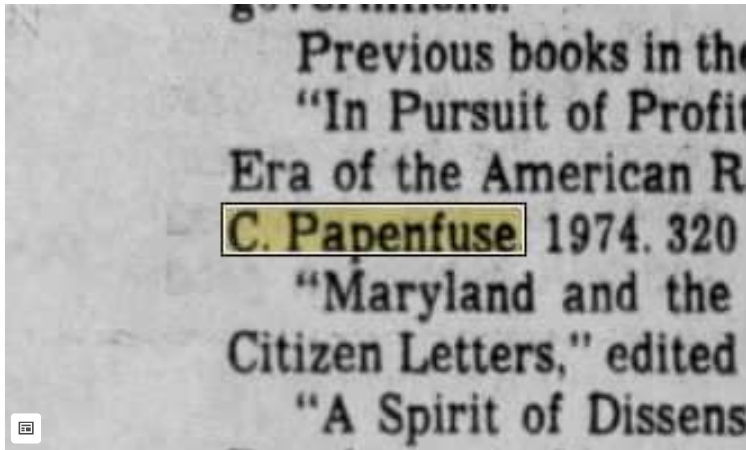 government.
Previous books in the
"In Pursuit of Profit
Era of the American R
C. Papenfuse. 1974. 320
"Maryland and the
Citizen Letters," edited
"A Spirit of Dissens